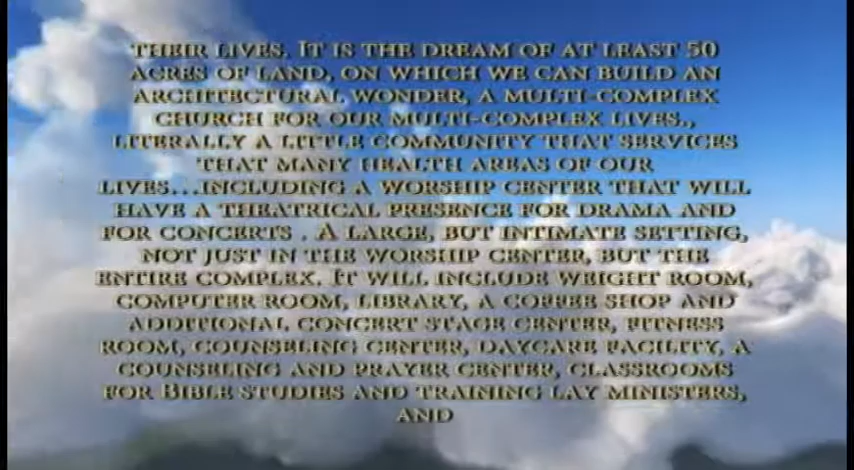 THEIR LIVES. IT IS THE DREAM OF AT LEAST 50
ACRES OF LAND, ON WHICH WE CAN BUILD AN
ARCHITECTURAL WONDER, A MULTI-COMPLEX
CHURCH FOR OUR MULTI-COMPLEX LIVES.,
LITERALLY A LITTLE COMMUNITY THAT SERVICES
THAT MANY HEALTH AREAS OF OUR
LIVES...INCLUDING A WORSHIP CENTER THAT WILL
HAVE A THEATRICAL PRESENCE FOR DRAMA AND
FOR CONCERTS . A LARGE, BUT INTIMATE SETTING,
NOT JUST IN THE WORSHIP CENTER, BUT THE
ENTIRE COMPLEX. IT WILL INCLUDE WEIGHT ROOM,
COMPUTER ROOM, LIBRARY, A COFFEE SHOP AND
ADDITIONAL CONCERT STAGE CENTER, FITNESS
ROOM, COUNSELING CENTER, DAYCARE FACILITY, A
COUNSELING AND PRAYER CENTER, CLASSROOMS
FOR BIBLE STUDIES AND TRAINING LAY MINISTERS,
AND